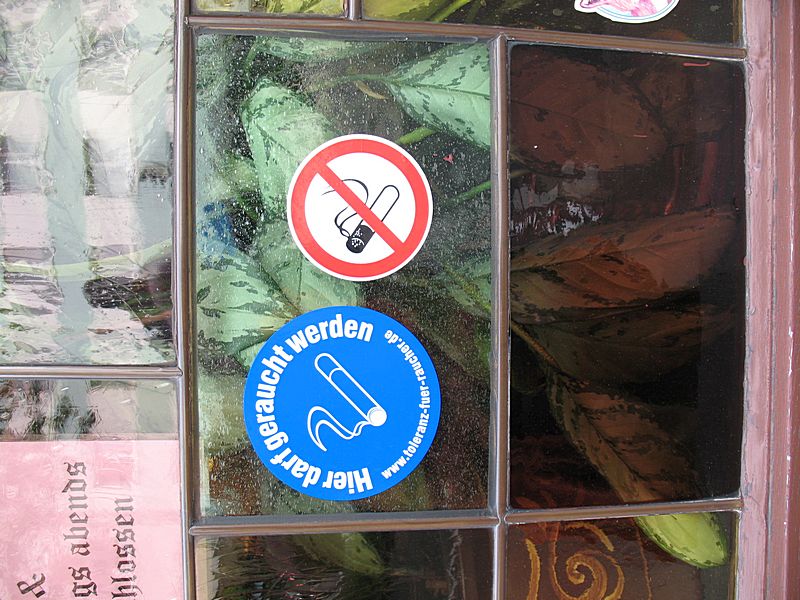 Hier darf geraucht werden
www.toleranz-fuer-raucher.de
&
gs abends
hlossen